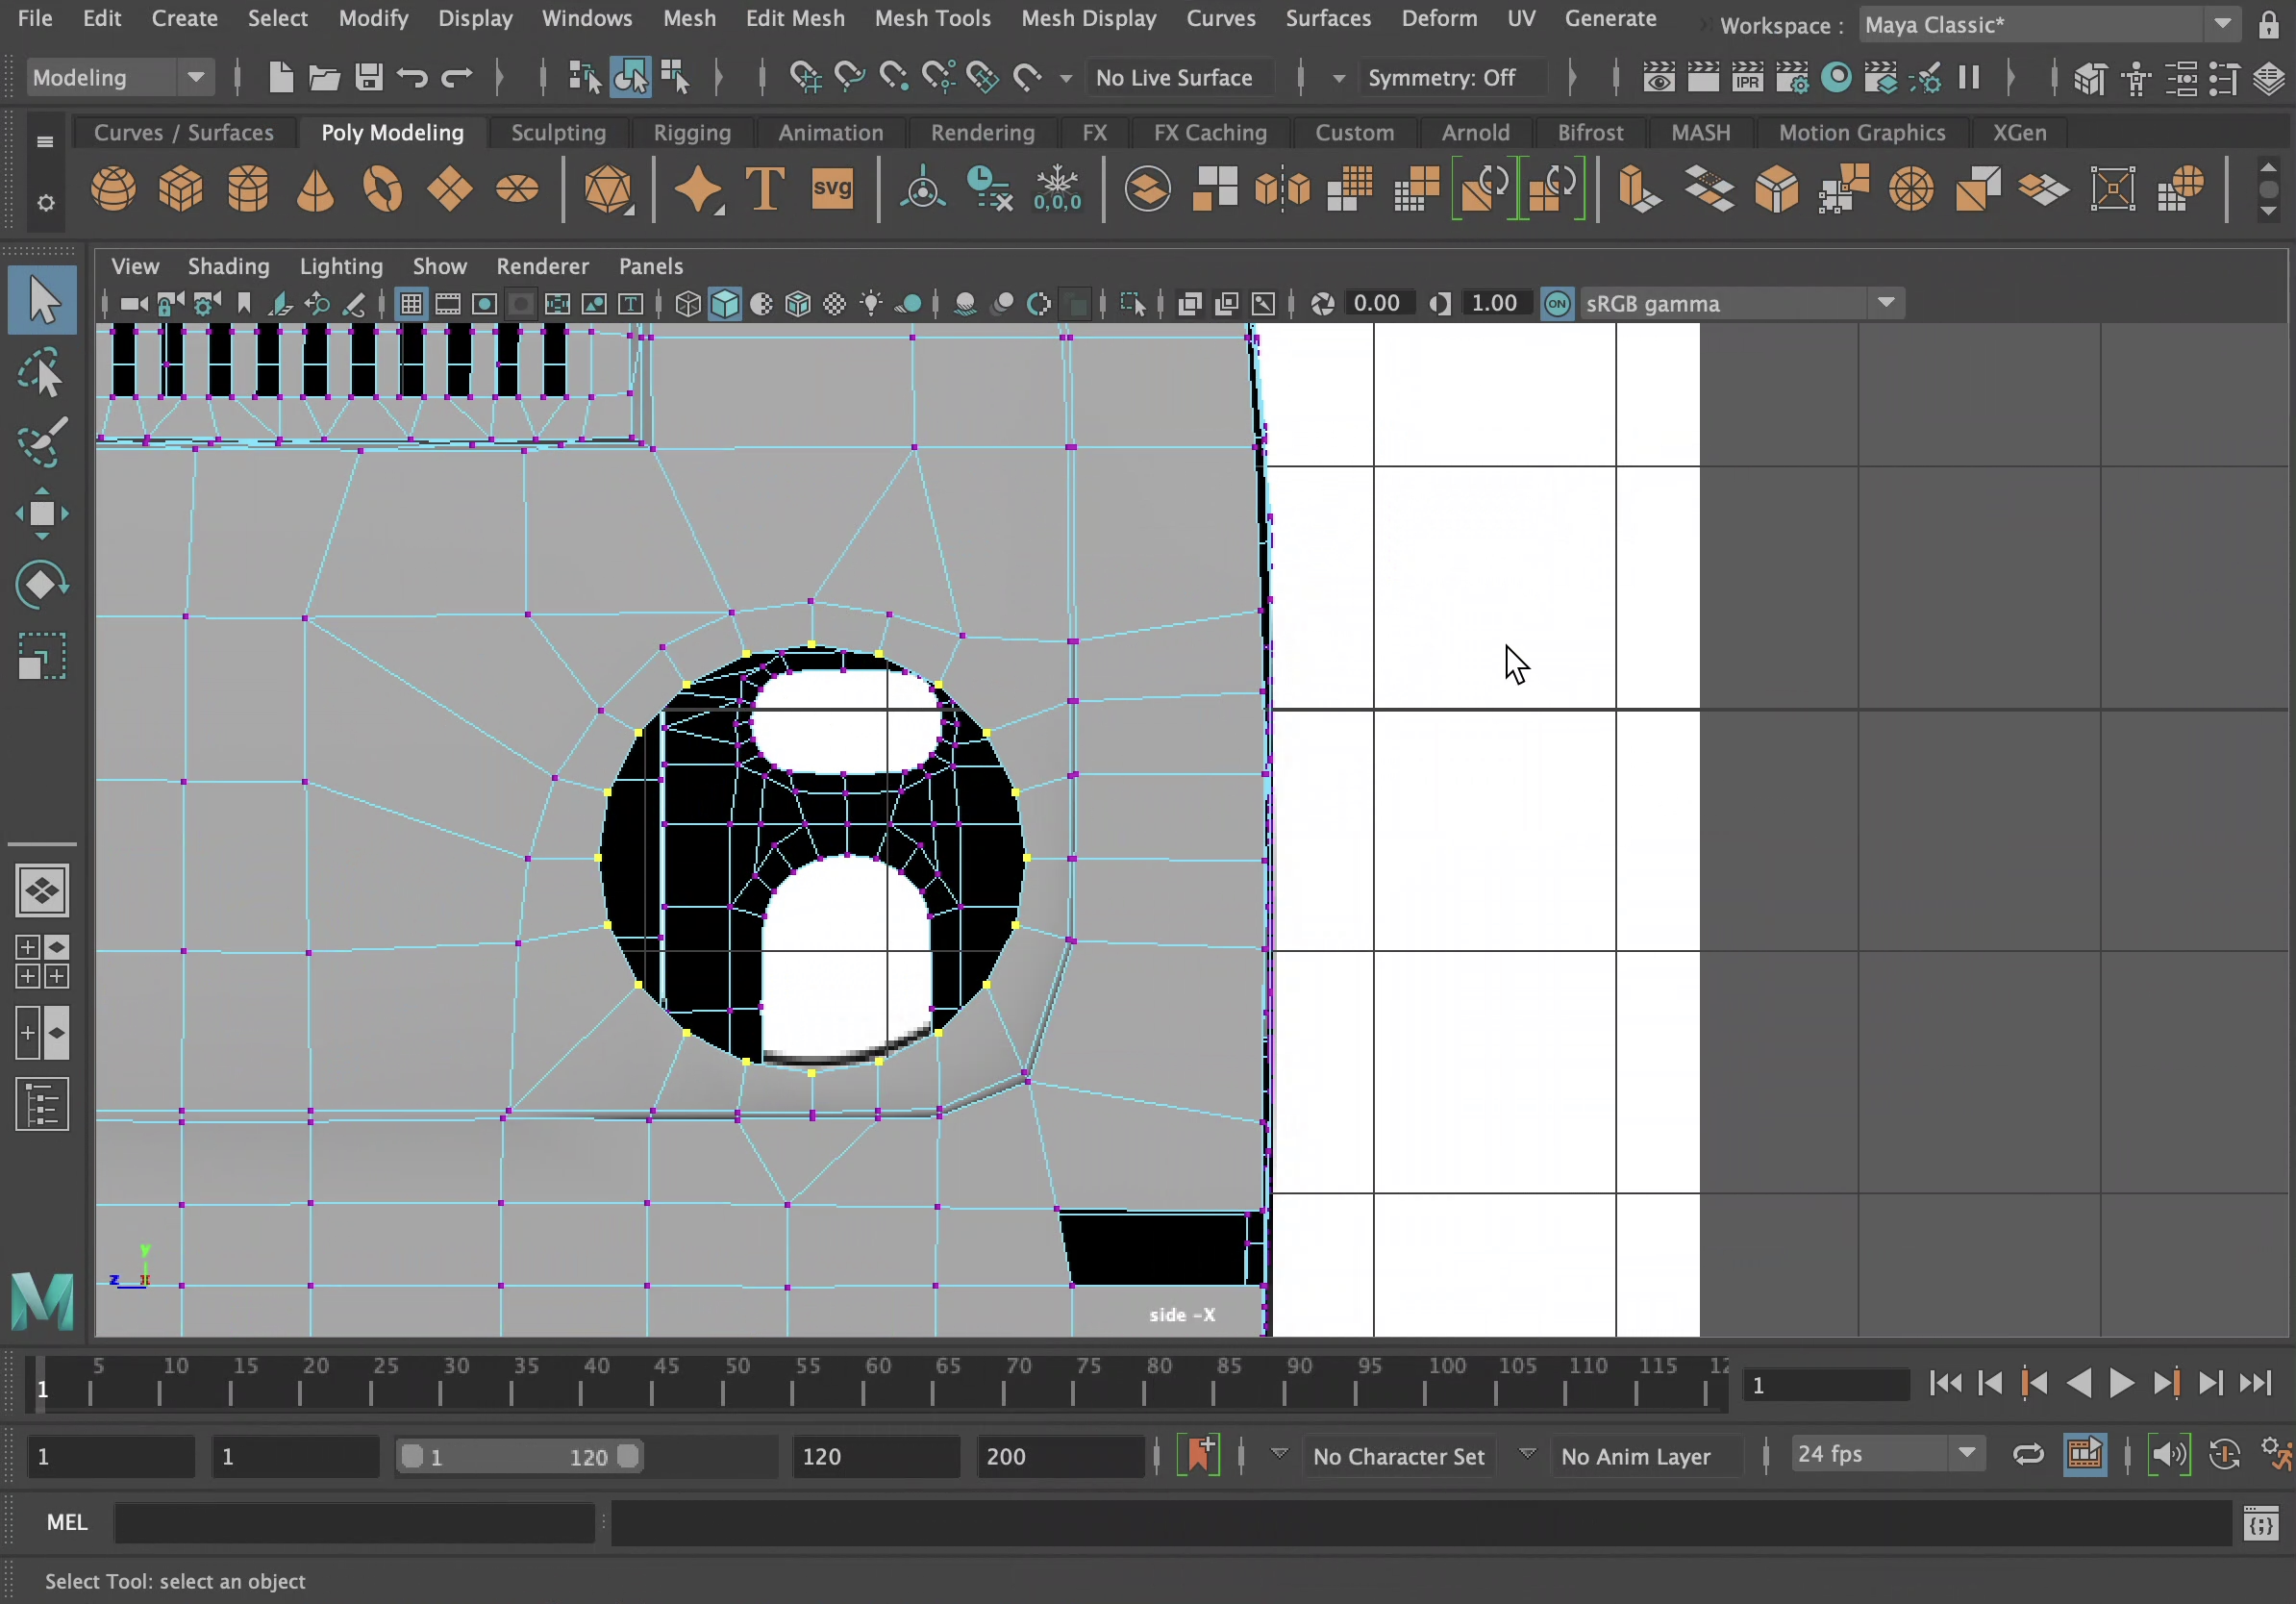 File Edit Create Select Modify Display Windows Mesh Edit Mesh Mesh Tools Mesh Display Curves Surfaces Deform UV Generate Workspace : Maya Classic*
Modeling No Live Surface Symmetry: Off IPR
Curves / Surfaces Poly Modeling Sculpting Rigging Animation Rendering FX FX Caching Custom Arnold Bifrost MASH Motion Graphics XGen
T svg 0,0,0
View Shading Lighting Show Renderer Panels
T 0.00 1.00 ON sRGB gamma
y
z
side -X
M
5 10 15 20 25 30 35 40 45 50 55 60 65 70 75 80 85 90 95 100 105 110 115 12
1 1
1 1 1 120 120 200 No Character Set No Anim Layer 24 fps
MEL
Select Tool: select an object